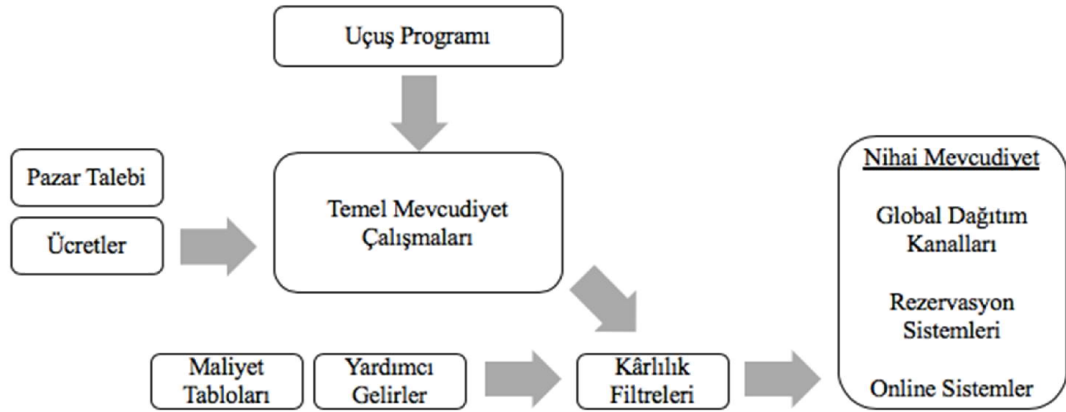 Uçuş Programı
Pazar Talebi
Ücretler
Temel Mevcudiyet
Çalışmaları
Maliyet
Tabloları
Yardımcı
Gelirler
Kârlılık
Filtreleri
Nihai Mevcudiyet
Global Dağıtım
Kanalları
Rezervasyon
Sistemleri
Online Sistemler